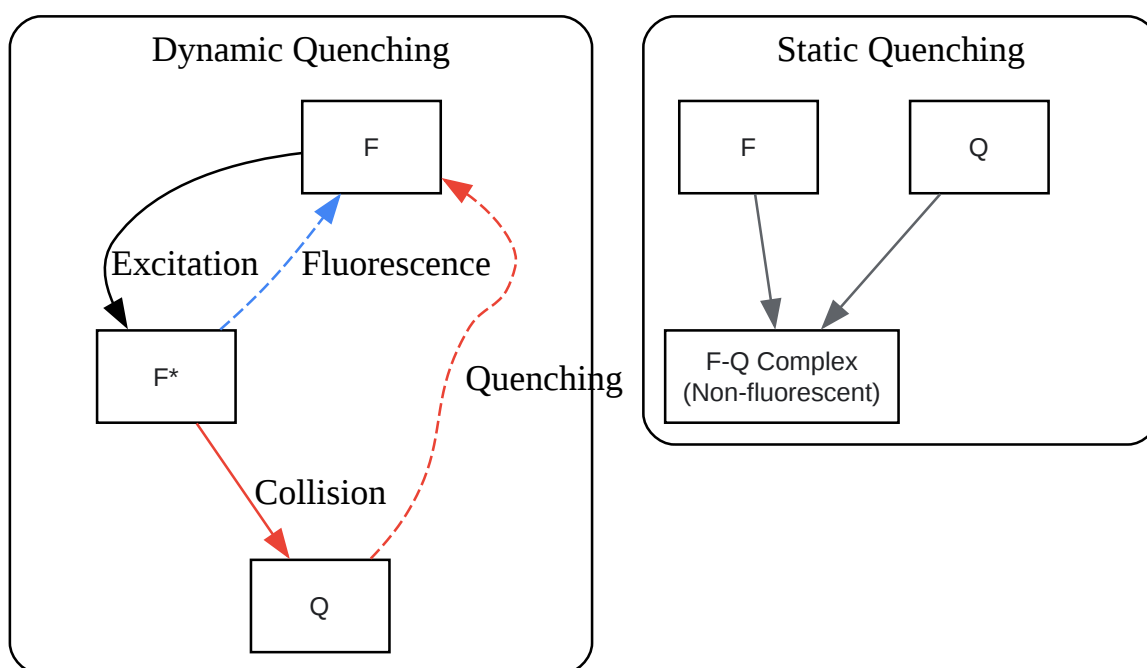 Dynamic Quenching
F
Excitation
Fluorescence
F*
Quenching
Collision
Q
Static Quenching
F
Q
F-Q Complex
(Non-fluorescent)